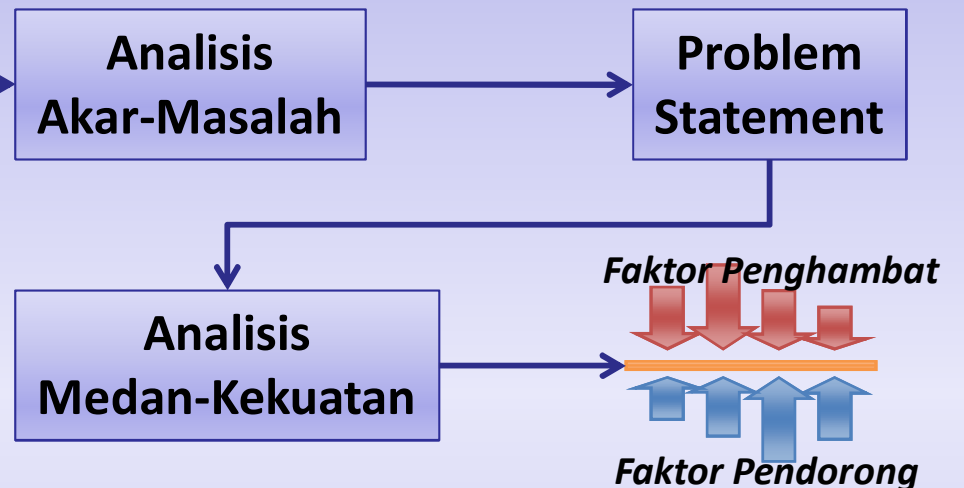 Analisis
Akar-Masalah
Problem
Statement
Analisis
Medan-Kekuatan
Faktor Penghambat
Faktor Pendorong